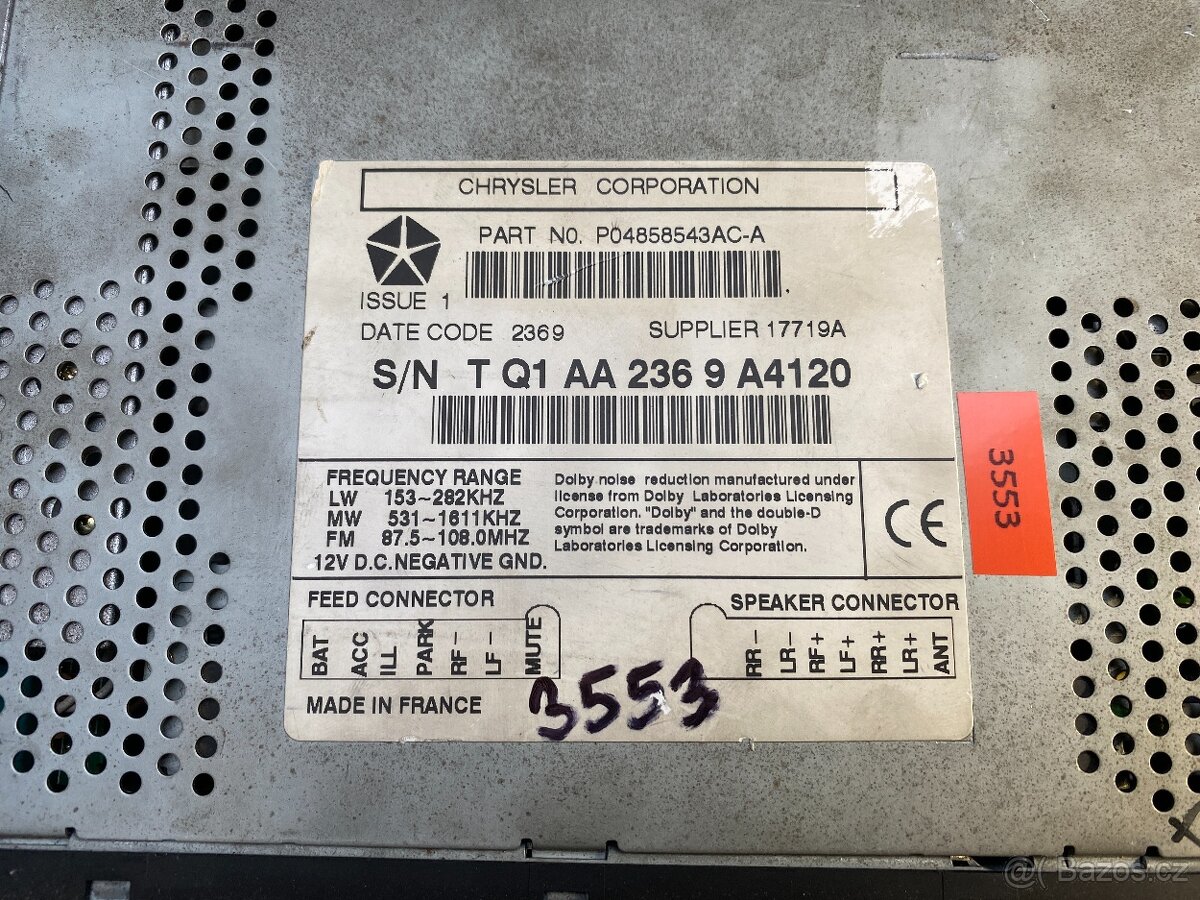 CHRYSLER CORPORATION
PART NO. P04858543AC-A
ISSUE 1
DATE CODE 2369 SUPPLIER 17719A
S/N T Q1 AA 236 9 A4120
FREQUENCY RANGE
LW 153~282KHZ
MW 531~1611KHZ
FM 87.5~108.0MHZ
12V D.C. NEGATIVE GND.
Dolby noise reduction manufactured under
license from Dolby Laboratories Licensing
Corporation. "Dolby" and the double-D
symbol are trademarks of Dolby
Laboratories Licensing Corporation.
CE
3553
FEED CONNECTOR
BAT ACC ILL PARK RF- LF- MUTE
SPEAKER CONNECTOR
RR- LR- RF+ LF+ RR+ LR+ ANT
MADE IN FRANCE
3553
@( Bazos.cz